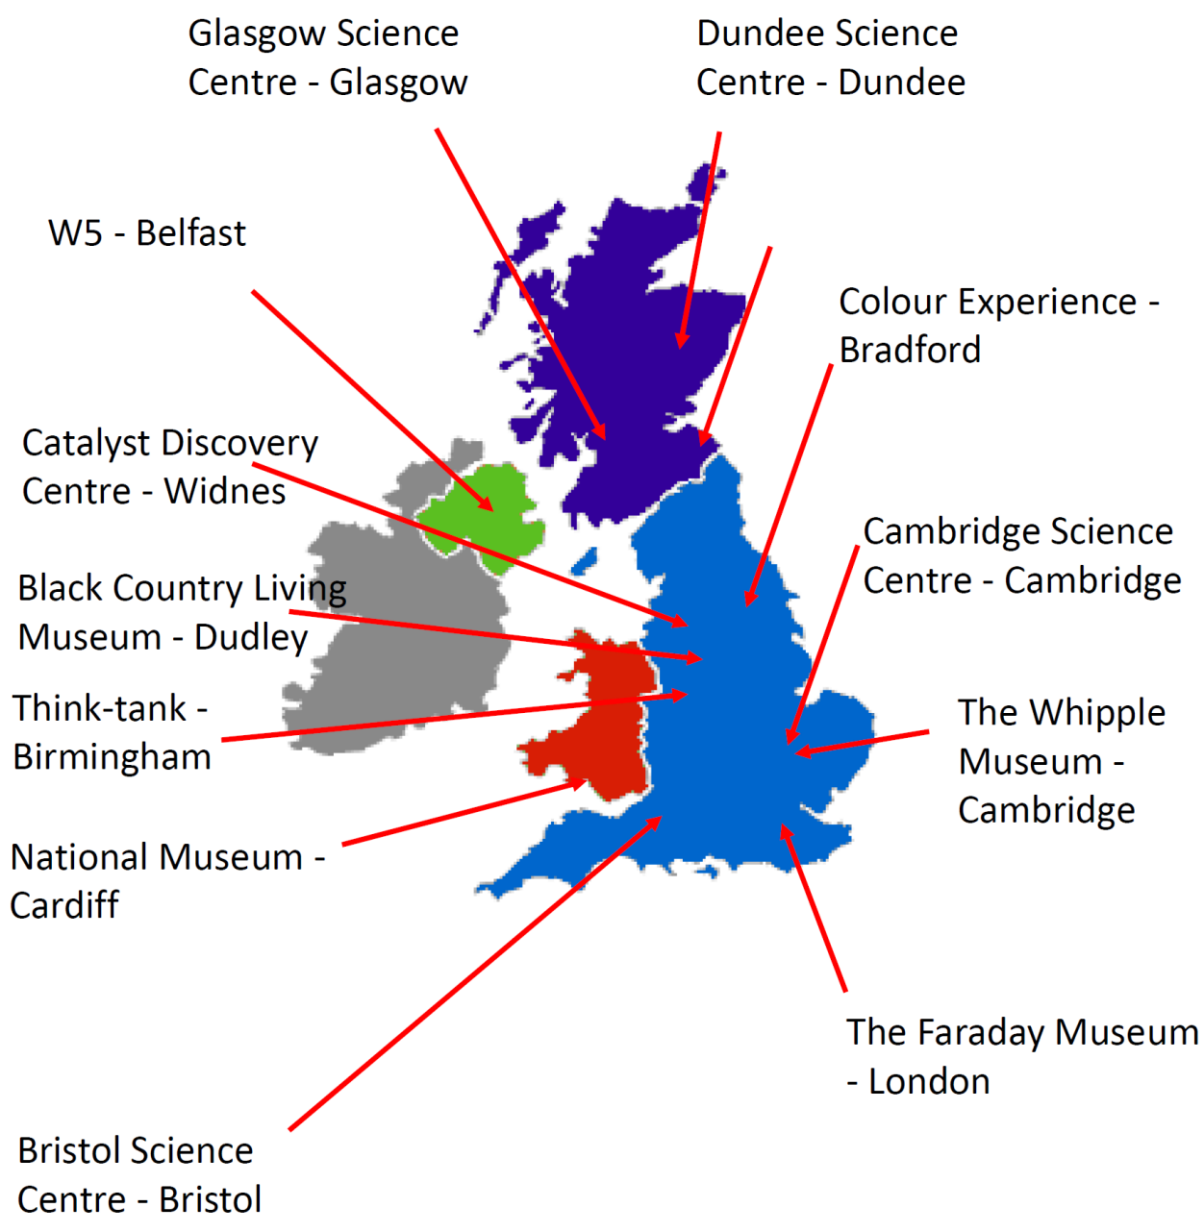 Glasgow Science
Centre - Glasgow
Dundee Science
Centre - Dundee
W5 - Belfast
Colour Experience -
Bradford
Catalyst Discovery
Centre - Widnes
Cambridge Science
Centre - Cambridge
Black Country Living
Museum - Dudley
Think-tank -
Birmingham
The Whipple
Museum -
Cambridge
National Museum -
Cardiff
The Faraday Museum
- London
Bristol Science
Centre - Bristol